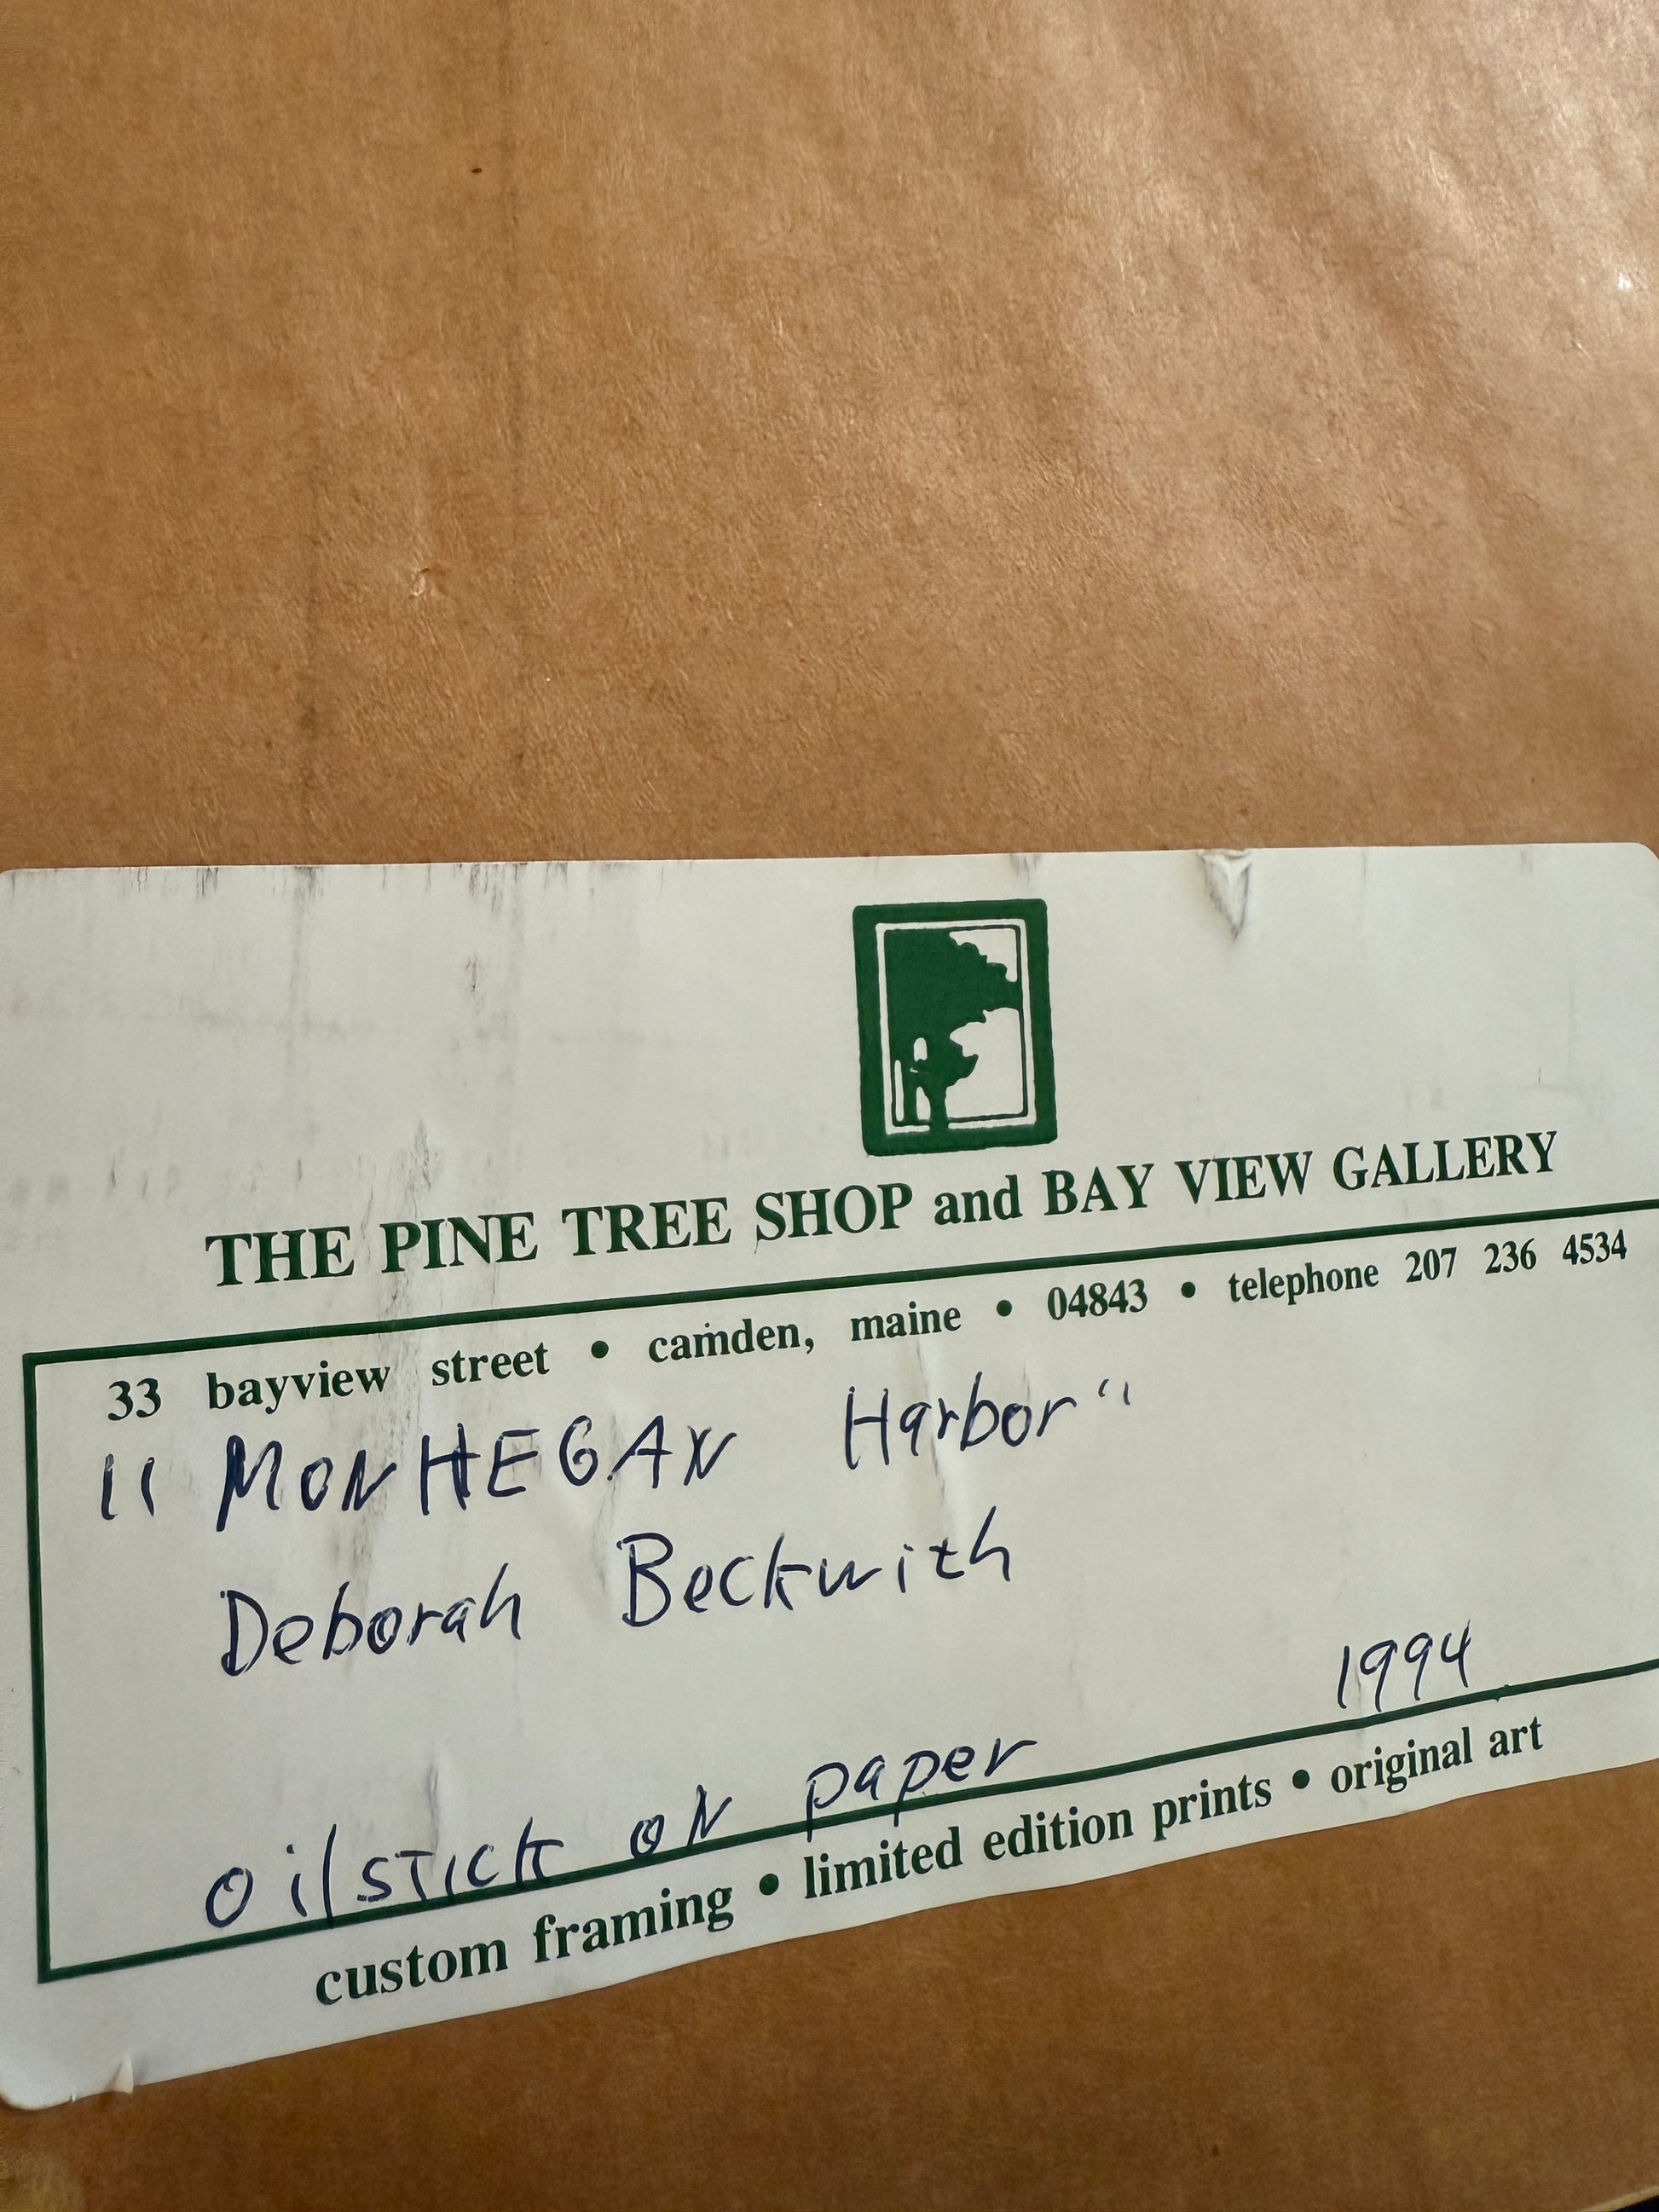 THE PINE TREE SHOP and BAY VIEW GALLERY
33 bayview street • camden, maine • 04843 • telephone 207 236 4534
"MONHEGAN Harbor"
Deborah Beckwith
1994
oilstick on paper
custom framing • limited edition prints • original art